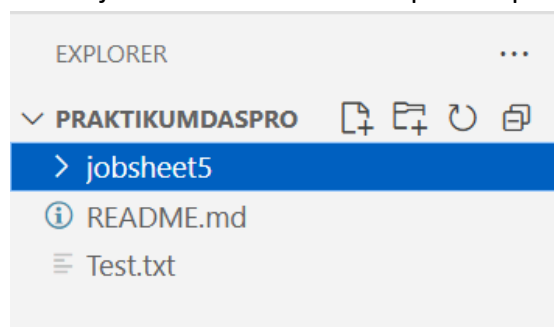 EXPLORER ...
PRAKTIKUMDASPRO
jobsheet5
README.md
Test.txt